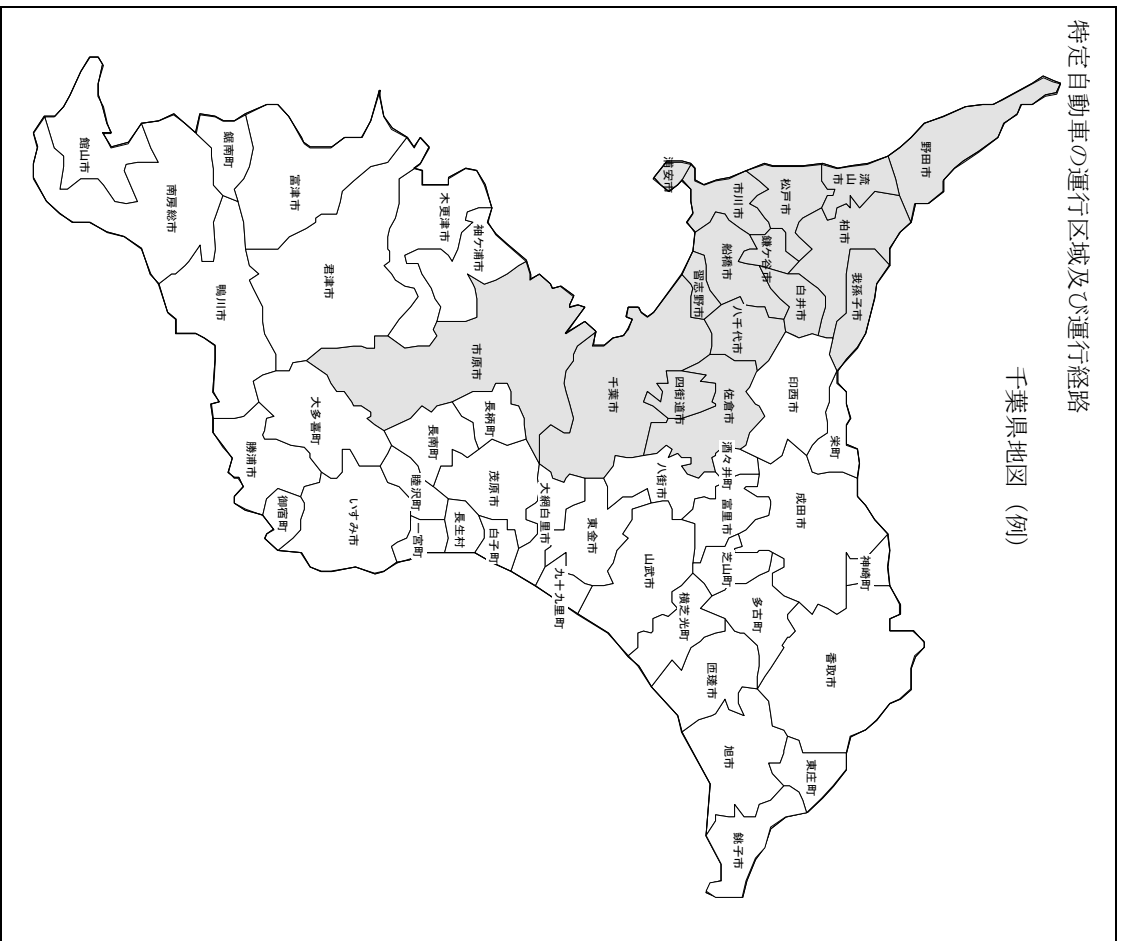 特定自動車の運行区域及び運行経路
千葉県地図（例）
野田市
流山市
柏市
我孫子市
松戸市
市川市
鎌ケ谷市
白井市
浦安市
船橋市
習志野市
八千代市
印西市
栄町
佐倉市
四街道市
千葉市
酒々井町
成田市
神崎町
富里市
八街市
芝山町
多古町
香取市
東庄町
横芝光町
匝瑳市
旭市
銚子市
山武市
東金市
九十九里町
大網白里市
市原市
袖ケ浦市
木更津市
長柄町
茂原市
白子町
長南町
長生村
睦沢町
一宮町
君津市
富津市
大多喜町
いすみ市
鋸南町
鴨川市
勝浦市
御宿町
南房総市
館山市